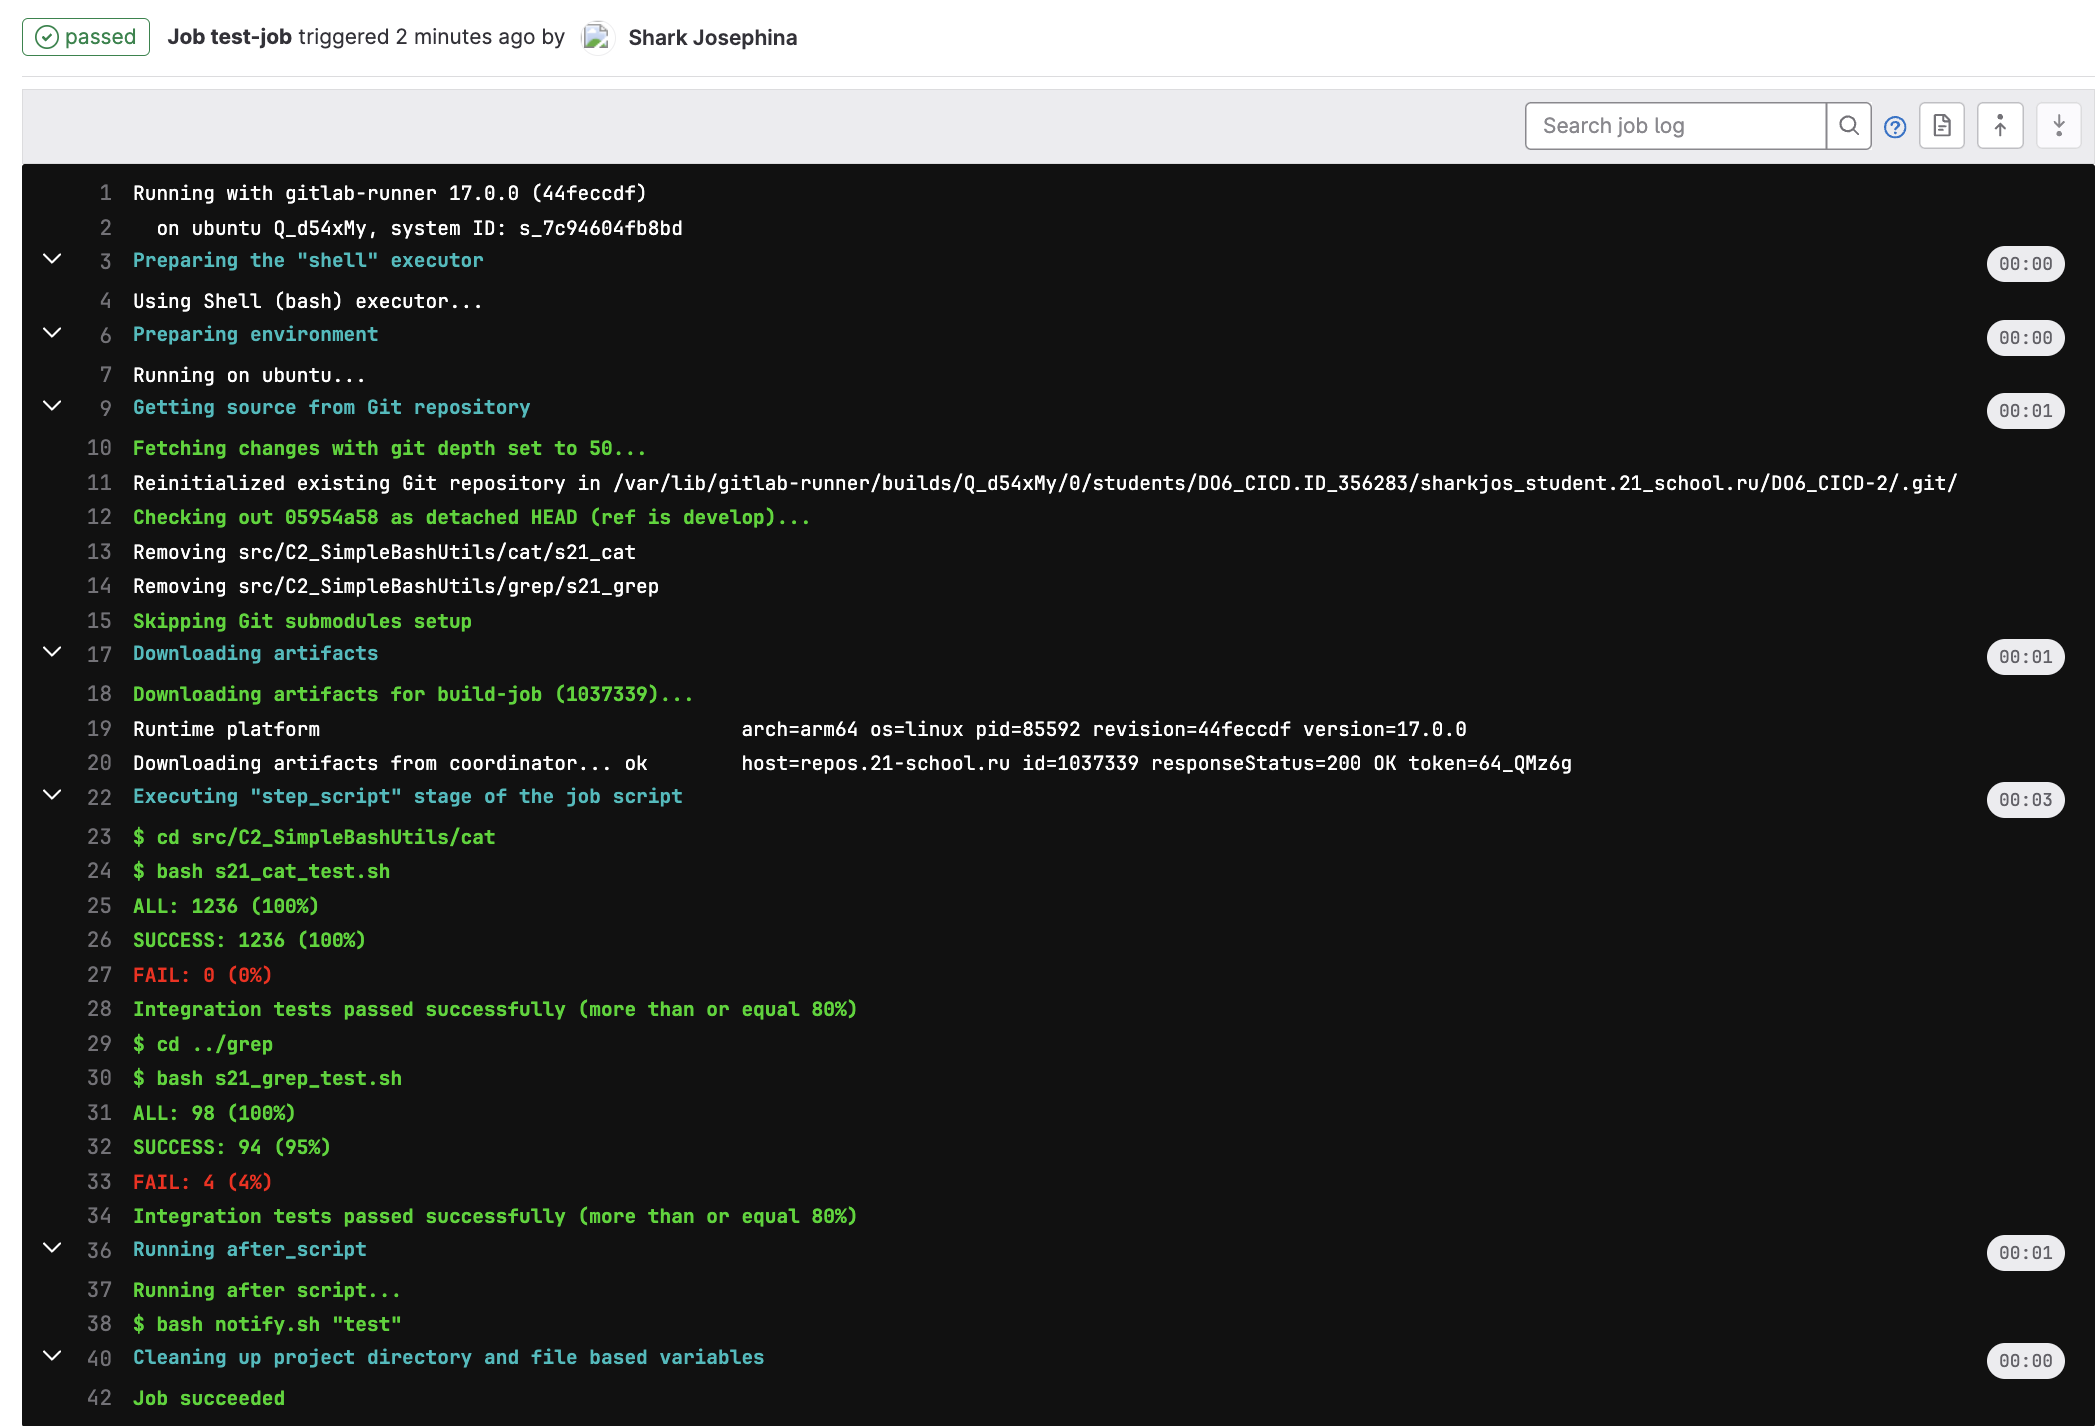 passed Job test-job triggered 2 minutes ago by Shark Josephina
Search job log
1 Running with gitlab-runner 17.0.0 (44feccdf)
2 on ubuntu Q_d54xMy, system ID: s_7c94604fb8bd
3 Preparing the "shell" executor 00:00
4 Using Shell (bash) executor...
6 Preparing environment 00:00
7 Running on ubuntu...
9 Getting source from Git repository 00:01
10 Fetching changes with git depth set to 50...
11 Reinitialized existing Git repository in /var/lib/gitlab-runner/builds/Q_d54xMy/0/students/DO6_CICD.ID_356283/sharkjos_student.21_school.ru/DO6_CICD-2/.git/
12 Checking out 05954a58 as detached HEAD (ref is develop)...
13 Removing src/C2_SimpleBashUtils/cat/s21_cat
14 Removing src/C2_SimpleBashUtils/grep/s21_grep
15 Skipping Git submodules setup
17 Downloading artifacts 00:01
18 Downloading artifacts for build-job (1037339)...
19 Runtime platform arch=arm64 os=linux pid=85592 revision=44feccdf version=17.0.0
20 Downloading artifacts from coordinator... ok host=repos.21-school.ru id=1037339 responseStatus=200 OK token=64_QMz6g
22 Executing "step_script" stage of the job script 00:03
23 $ cd src/C2_SimpleBashUtils/cat
24 $ bash s21_cat_test.sh
25 ALL: 1236 (100%)
26 SUCCESS: 1236 (100%)
27 FAIL: 0 (0%)
28 Integration tests passed successfully (more than or equal 80%)
29 $ cd ../grep
30 $ bash s21_grep_test.sh
31 ALL: 98 (100%)
32 SUCCESS: 94 (95%)
33 FAIL: 4 (4%)
34 Integration tests passed successfully (more than or equal 80%)
36 Running after_script 00:01
37 Running after script...
38 $ bash notify.sh "test"
40 Cleaning up project directory and file based variables 00:00
42 Job succeeded